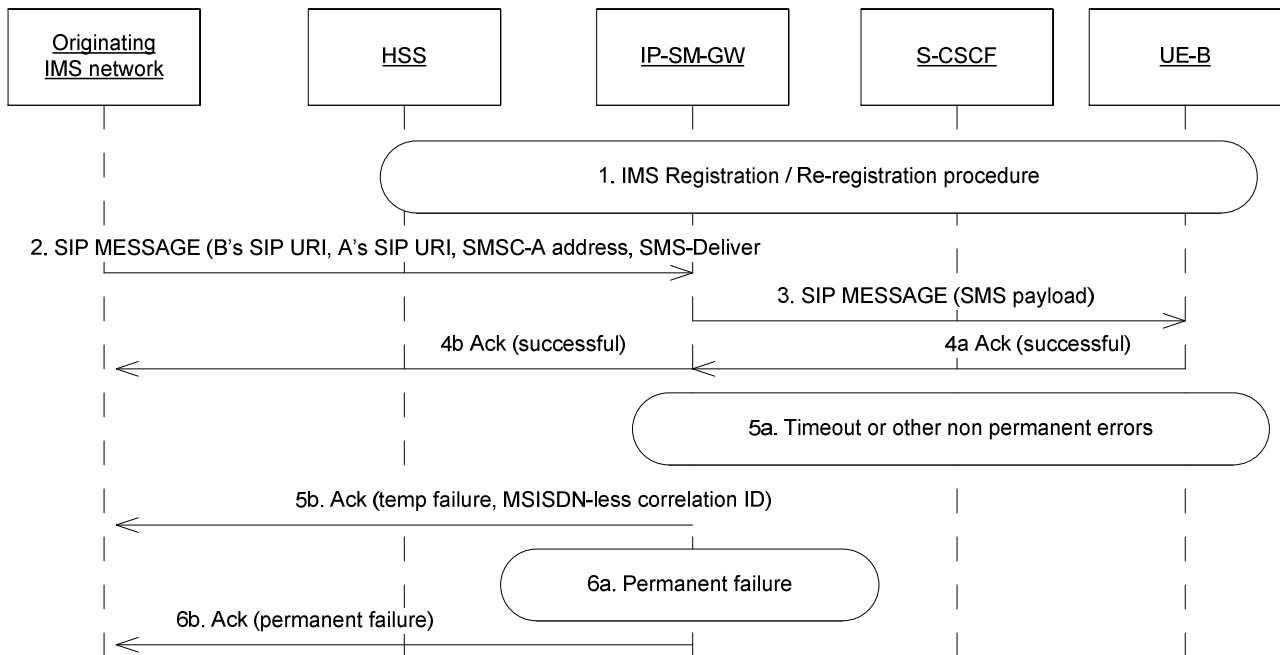 Originating
IMS network
HSS
IP-SM-GW
S-CSCF
UE-B
1. IMS Registration / Re-registration procedure
2. SIP MESSAGE (B's SIP URI, A's SIP URI, SMSC-A address, SMS-Deliver
3. SIP MESSAGE (SMS payload)
4b Ack (successful)
4a Ack (successful)
5a. Timeout or other non permanent errors
5b. Ack (temp failure, MSISDN-less correlation ID)
6a. Permanent failure
6b. Ack (permanent failure)